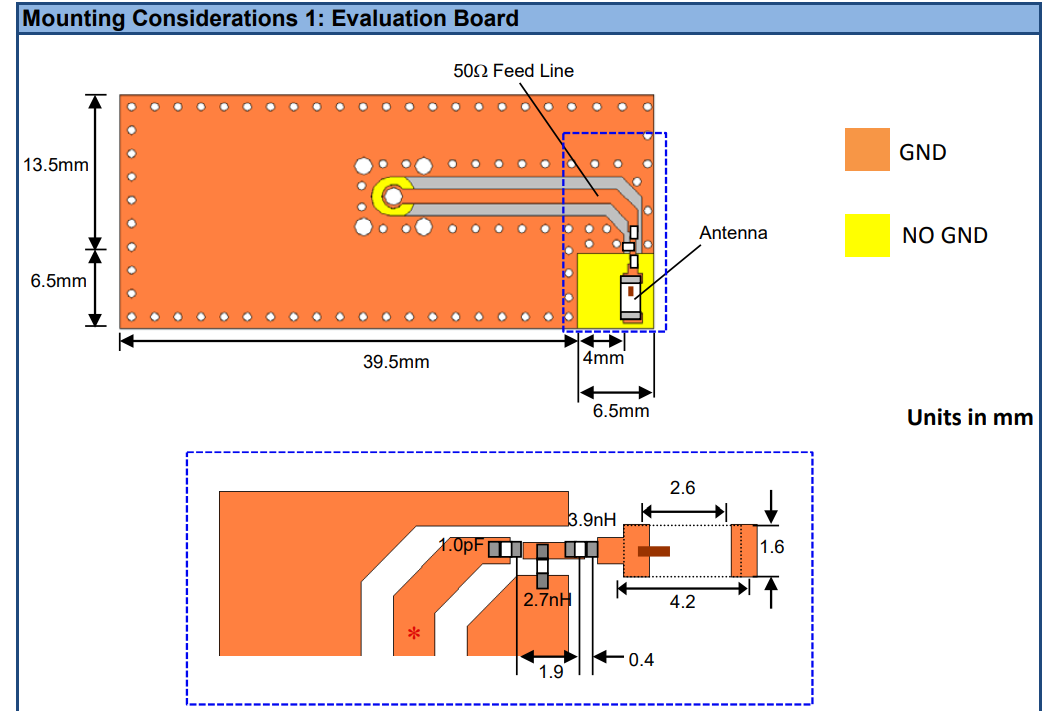 Mounting Considerations 1: Evaluation Board
50Ω Feed Line
13.5mm
GND
NO GND
Antenna
6.5mm
39.5mm
4mm
6.5mm
Units in mm
2.6
3.9nH
1.0pF
1.6
2.7nH
4.2
*
0.4
1.9